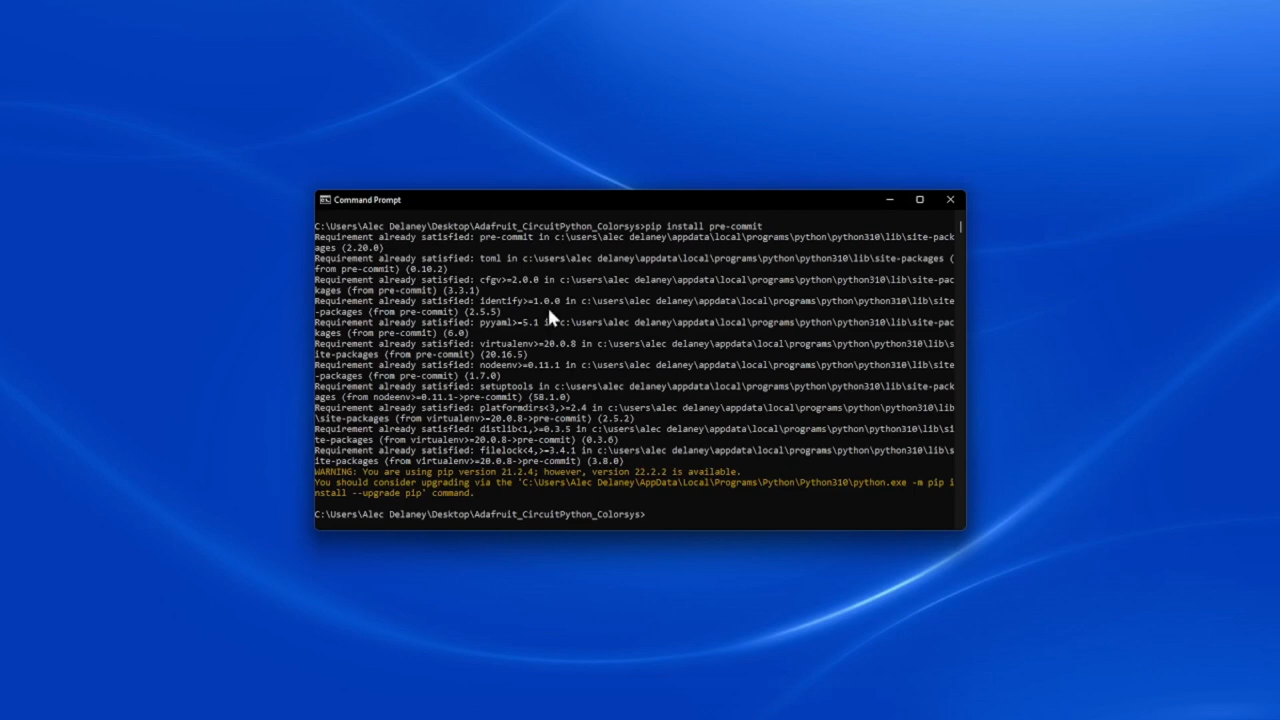 Command Prompt
C:\Users\Alec Delaney\Desktop\Adafruit_CircuitPython_Colorsys>pip install pre-commit
Requirement already satisfied: pre-commit in c:\users\alec delaney\appdata\local\programs\python\python310\lib\site-pack
ages (2.20.0)
Requirement already satisfied: toml in c:\users\alec delaney\appdata\local\programs\python\python310\lib\site-packages (
from pre-commit) (0.10.2)
Requirement already satisfied: cfgv>=2.0.0 in c:\users\alec delaney\appdata\local\programs\python\python310\lib\site-pac
kages (from pre-commit) (3.3.1)
Requirement already satisfied: identify>=1.0.0 in c:\users\alec delaney\appdata\local\programs\python\python310\lib\site
-packages (from pre-commit) (2.5.5)
Requirement already satisfied: pyyaml>=5.1 in c:\users\alec delaney\appdata\local\programs\python\python310\lib\site-pac
kages (from pre-commit) (6.0)
Requirement already satisfied: virtualenv>=20.0.8 in c:\users\alec delaney\appdata\local\programs\python\python310\lib\s
ite-packages (from pre-commit) (20.16.5)
Requirement already satisfied: nodeenv>=0.11.1 in c:\users\alec delaney\appdata\local\programs\python\python310\lib\site
-packages (from pre-commit) (1.7.0)
Requirement already satisfied: setuptools in c:\users\alec delaney\appdata\local\programs\python\python310\lib\site-pack
ages (from nodeenv>=0.11.1->pre-commit) (58.1.0)
Requirement already satisfied: platformdirs<3,>=2.4 in c:\users\alec delaney\appdata\local\programs\python\python310\lib
\site-packages (from virtualenv>=20.0.8->pre-commit) (2.5.2)
Requirement already satisfied: distlib<1,>=0.3.5 in c:\users\alec delaney\appdata\local\programs\python\python310\lib\si
te-packages (from virtualenv>=20.0.8->pre-commit) (0.3.6)
Requirement already satisfied: filelock<4,>=3.4.1 in c:\users\alec delaney\appdata\local\programs\python\python310\lib\s
ite-packages (from virtualenv>=20.0.8->pre-commit) (3.8.0)
WARNING: You are using pip version 21.2.4; however, version 22.2.2 is available.
You should consider upgrading via the 'C:\Users\Alec Delaney\AppData\Local\Programs\Python\Python310\python.exe -m pip i
nstall --upgrade pip' command.
C:\Users\Alec Delaney\Desktop\Adafruit_CircuitPython_Colorsys>